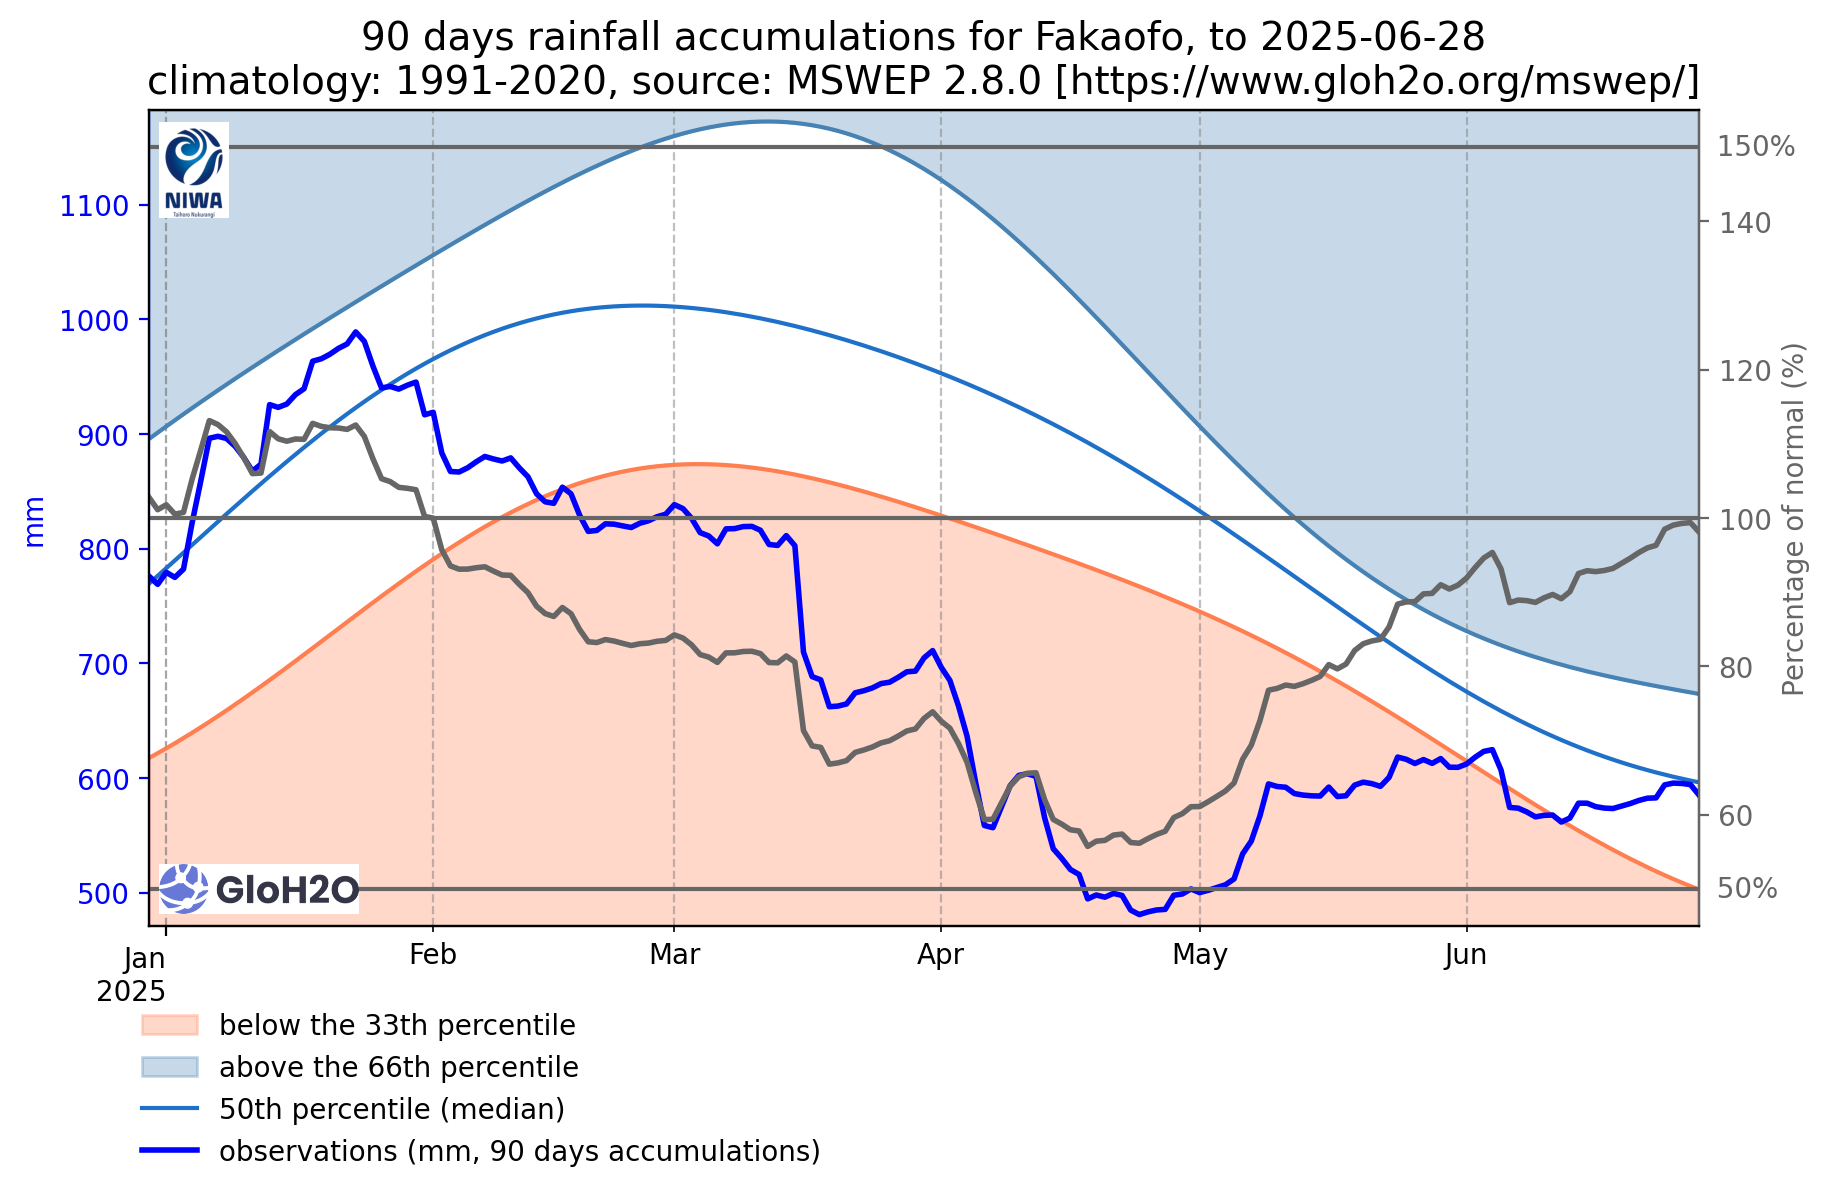 90 days rainfall accumulations for Fakaofo, to 2025-06-28
climatology: 1991-2020, source: MSWEP 2.8.0 [https://www.gloh2o.org/mswep/]
NIWA
Taihoro Nukurangi
1100
1000
900
800
700
600
500
mm
150%
140
120
100
80
60
50%
Percentage of normal (%)
GloH2O
Jan
2025
Feb
Mar
Apr
May
Jun
below the 33th percentile
above the 66th percentile
50th percentile (median)
observations (mm, 90 days accumulations)